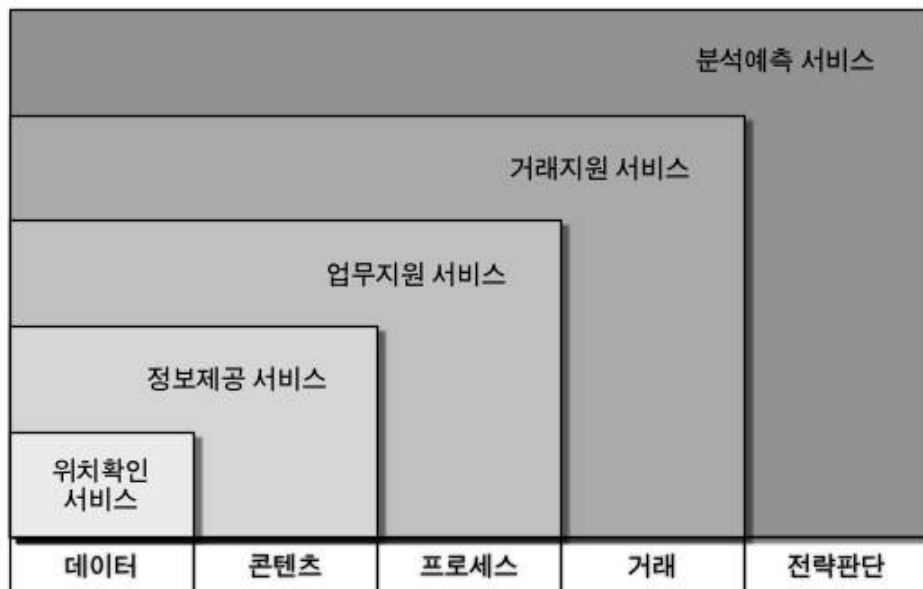 분석예측 서비스
거래지원 서비스
업무지원 서비스
정보제공 서비스
위치확인
서비스
데이터 콘텐츠 프로세스 거래 전략판단